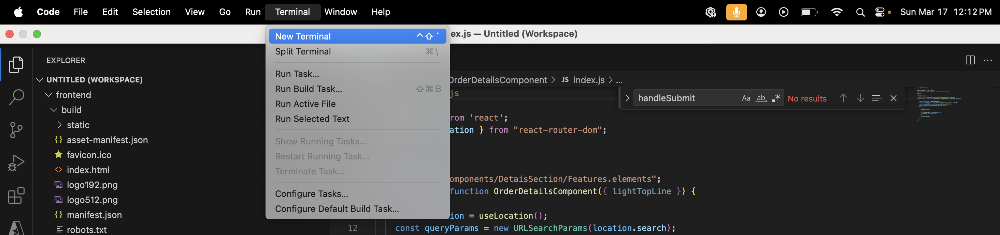 Code File Edit Selection View Go Run Terminal Window Help Sun Mar 17 12:12 PM
ex.js — Untitled (Workspace)
New Terminal ^⇧`
Split Terminal ⌘\
Run Task...
Run Build Task... ⇧⌘B
Run Active File
Run Selected Text
Show Running Tasks...
Restart Running Task...
Terminate Task...
Configure Tasks...
Configure Default Build Task...
EXPLORER
UNTITLED (WORKSPACE)
frontend
build
static
{} asset-manifest.json
favicon.ico
<> index.html
logo192.png
logo512.png
{} manifest.json
robots.txt
OrderDetailsComponent > JS index.js > ...
handleSubmit Aa ab .* No results
js
rom 'react';
ation } from "react-router-dom";
omponents/DetaisSection/Features.elements";
function OrderDetailsComponent({ lightTopLine }) {
ion = useLocation();
12 const queryParams = new URLSearchParams(location.search);